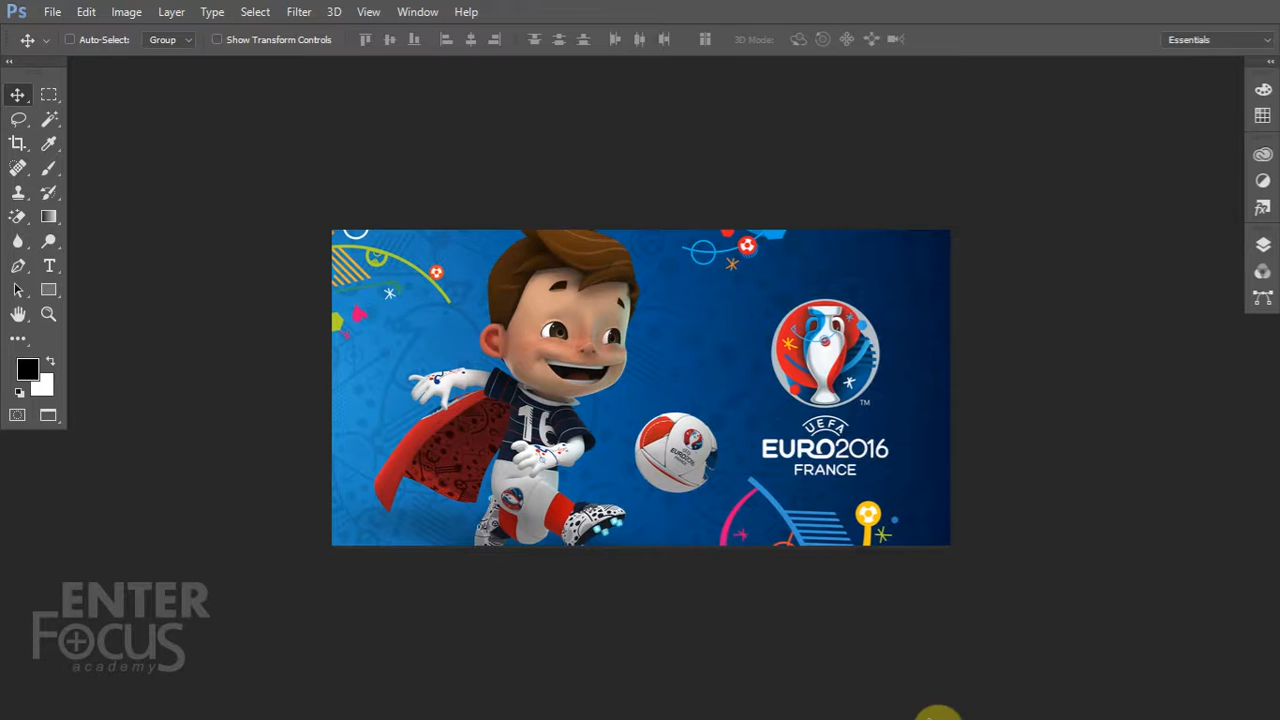 Ps File Edit Image Layer Type Select Filter 3D View Window Help
Auto-Select: Group Show Transform Controls 3D Mode: Essentials
16
EURO2016
TM
UEFA
EURO2016
FRANCE
ENTER
FOCUS
academy